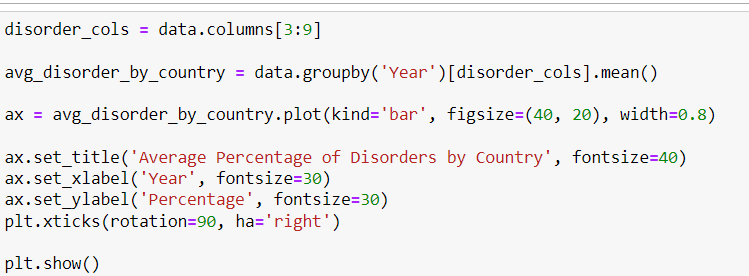 disorder_cols = data.columns[3:9]
avg_disorder_by_country = data.groupby('Year')[disorder_cols].mean()
ax = avg_disorder_by_country.plot(kind='bar', figsize=(40, 20), width=0.8)
ax.set_title('Average Percentage of Disorders by Country', fontsize=40)
ax.set_xlabel('Year', fontsize=30)
ax.set_ylabel('Percentage', fontsize=30)
plt.xticks(rotation=90, ha='right')
plt.show()